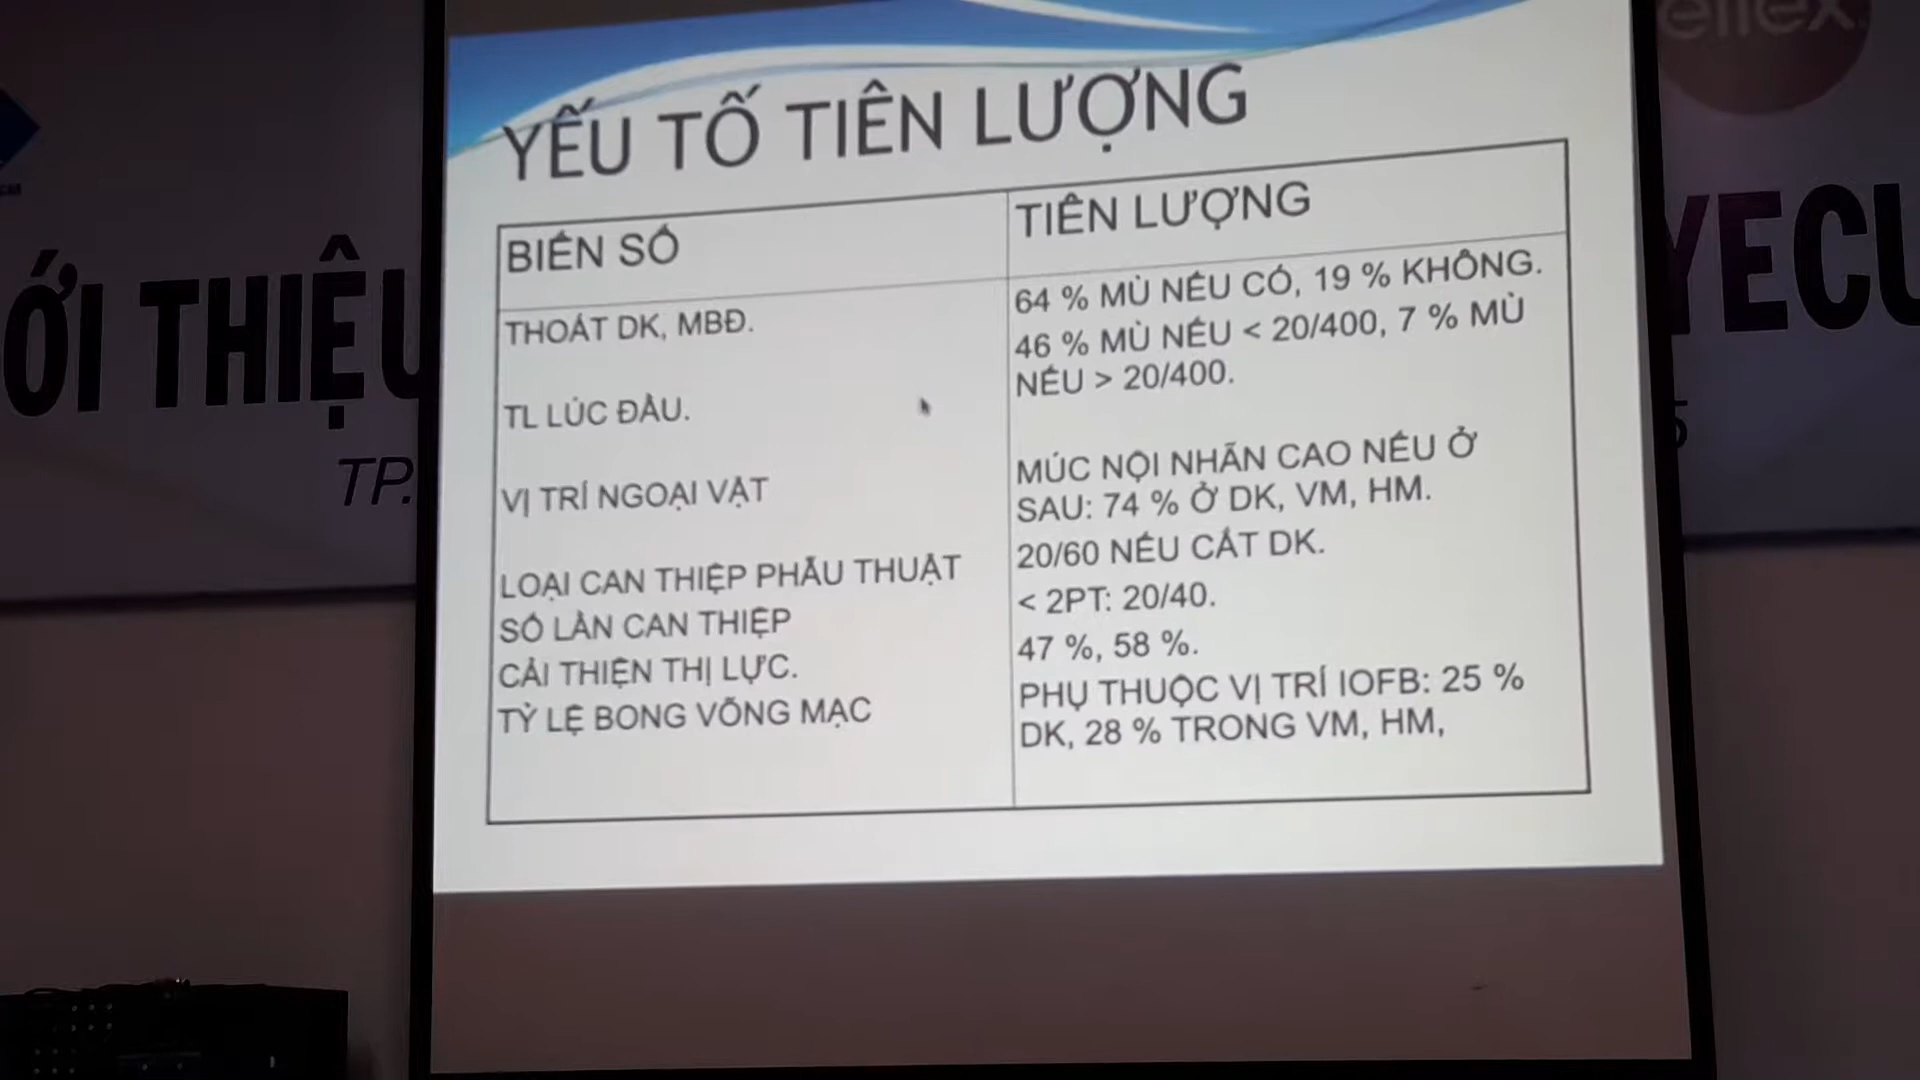 ellex
ỚI THIỆU
YECU
TP.
YẾU TỐ TIÊN LƯỢNG
BIẾN SỐ
TIÊN LƯỢNG
THOÁT DK, MBĐ.
64 % MÙ NẾU CÓ, 19 % KHÔNG.
TL LÚC ĐẦU.
46 % MÙ NẾU < 20/400, 7 % MÙ
NẾU > 20/400.
VỊ TRÍ NGOẠI VẬT
MÚC NỘI NHÃN CAO NẾU Ở
SAU: 74 % Ở DK, VM, HM.
LOẠI CAN THIỆP PHẪU THUẬT
20/60 NẾU CẮT DK.
SỐ LẦN CAN THIỆP
< 2PT: 20/40.
CẢI THIỆN THỊ LỰC.
47 %, 58 %.
TỶ LỆ BONG VÕNG MẠC
PHỤ THUỘC VỊ TRÍ IOFB: 25 %
DK, 28 % TRONG VM, HM,